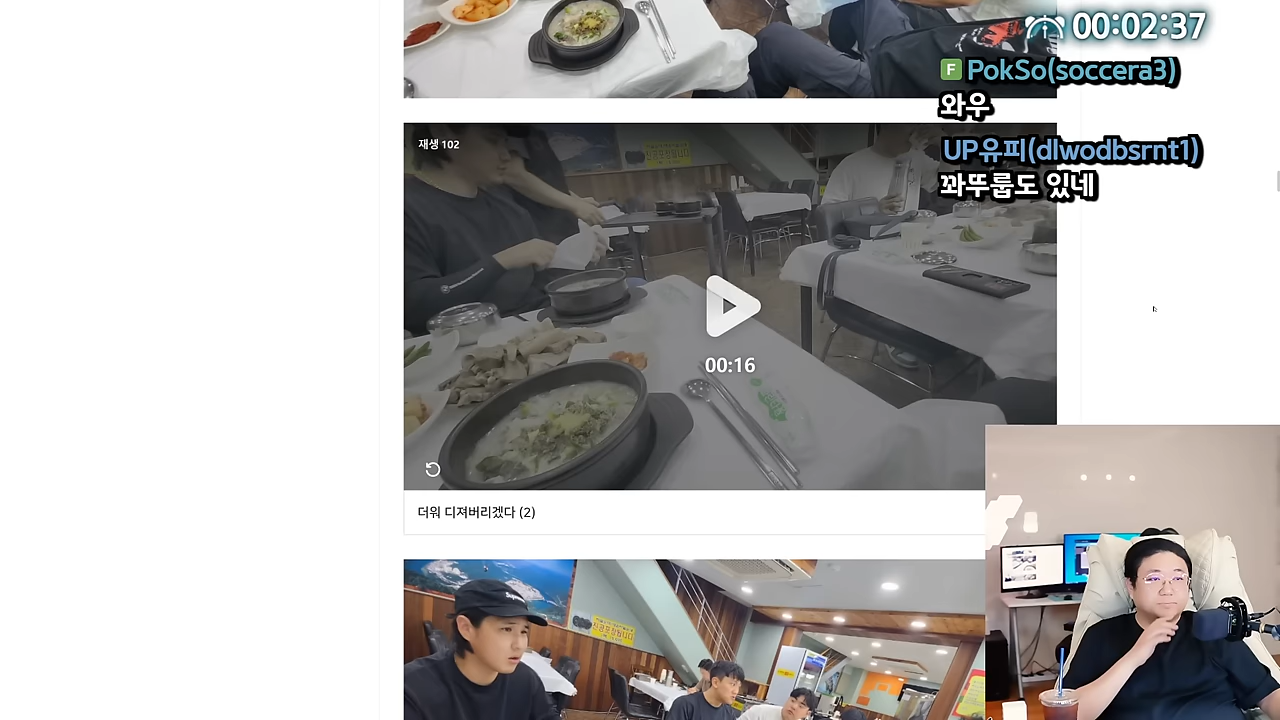 00:02:37
F PokSo(soccera3)
와우
UP유피(dlwodbsrnt1)
꽈뚜룹도 있네
재생 102
00:16
더워 디져버리겠다 (2)